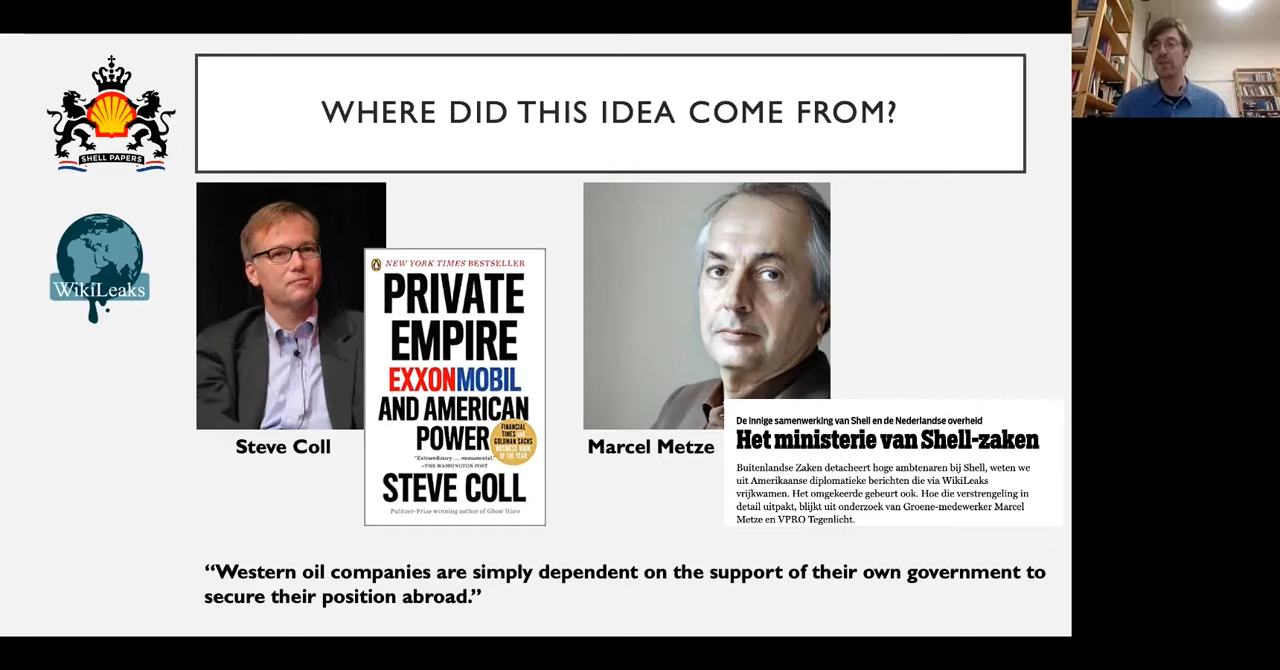 SHELL PAPERS
WHERE DID THIS IDEA COME FROM?
WikiLeaks
NEW YORK TIMES BESTSELLER
PRIVATE
EMPIRE
EXXONMOBIL
AND AMERICAN
POWER
FINANCIAL
TIMES
GOLDMAN SACHS
BUSINESS BOOK
OF THE YEAR
"Extraordinary . . . monumental."
—THE WASHINGTON POST
STEVE COLL
Pulitzer-Prize winning author of Ghost Wars
Steve Coll
Marcel Metze
De innige samenwerking van Shell en de Nederlandse overheid
Het ministerie van Shell-zaken
Buitenlandse Zaken detacheert hoge ambtenaren bij Shell, weten we
uit Amerikaanse diplomatieke berichten die via WikiLeaks
vrijkwamen. Het omgekeerde gebeurt ook. Hoe die verstrengeling in
detail uitpakt, blijkt uit onderzoek van Groene-medewerker Marcel
Metze en VPRO Tegenlicht.
“Western oil companies are simply dependent on the support of their own government to
secure their position abroad.”